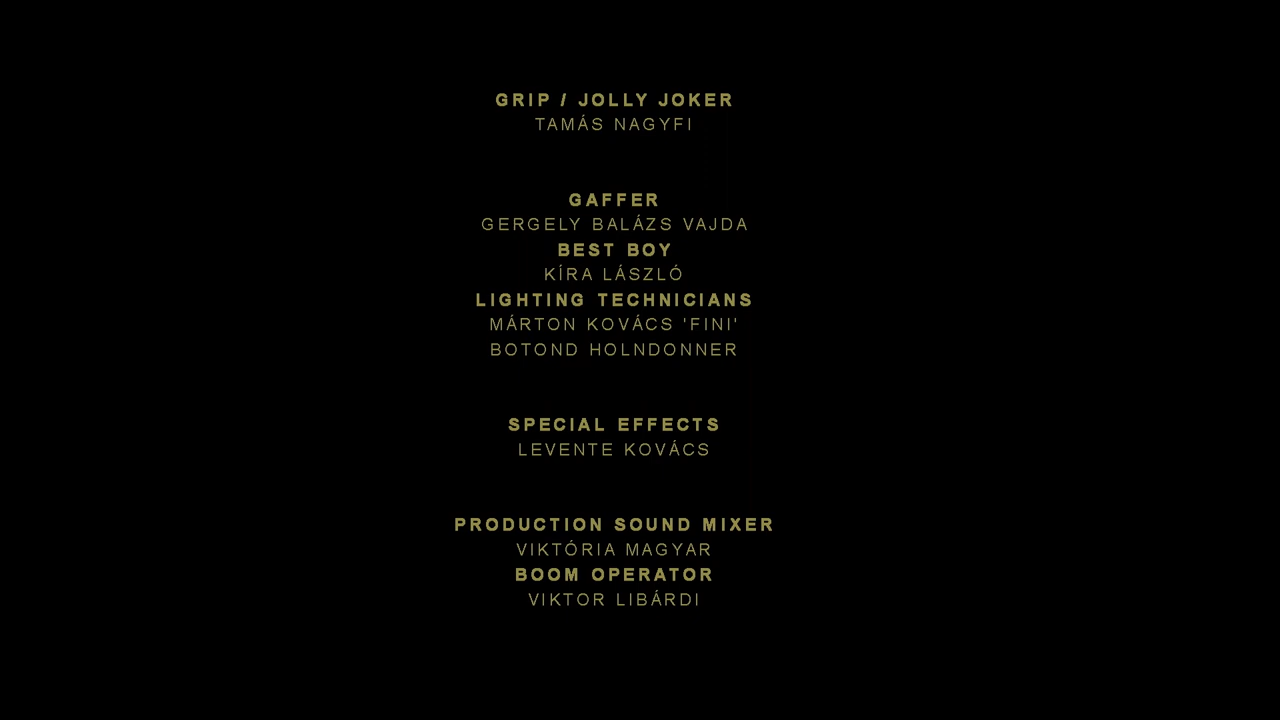 GRIP / JOLLY JOKER
TAMÁS NAGYFI
GAFFER
GERGELY BALÁZS VAJDA
BEST BOY
KÍRA LÁSZLÓ
LIGHTING TECHNICIANS
MÁRTON KOVÁCS 'FINI'
BOTOND HOLNDONNER
SPECIAL EFFECTS
LEVENTE KOVÁCS
PRODUCTION SOUND MIXER
VIKTÓRIA MAGYAR
BOOM OPERATOR
VIKTOR LIBÁRDI